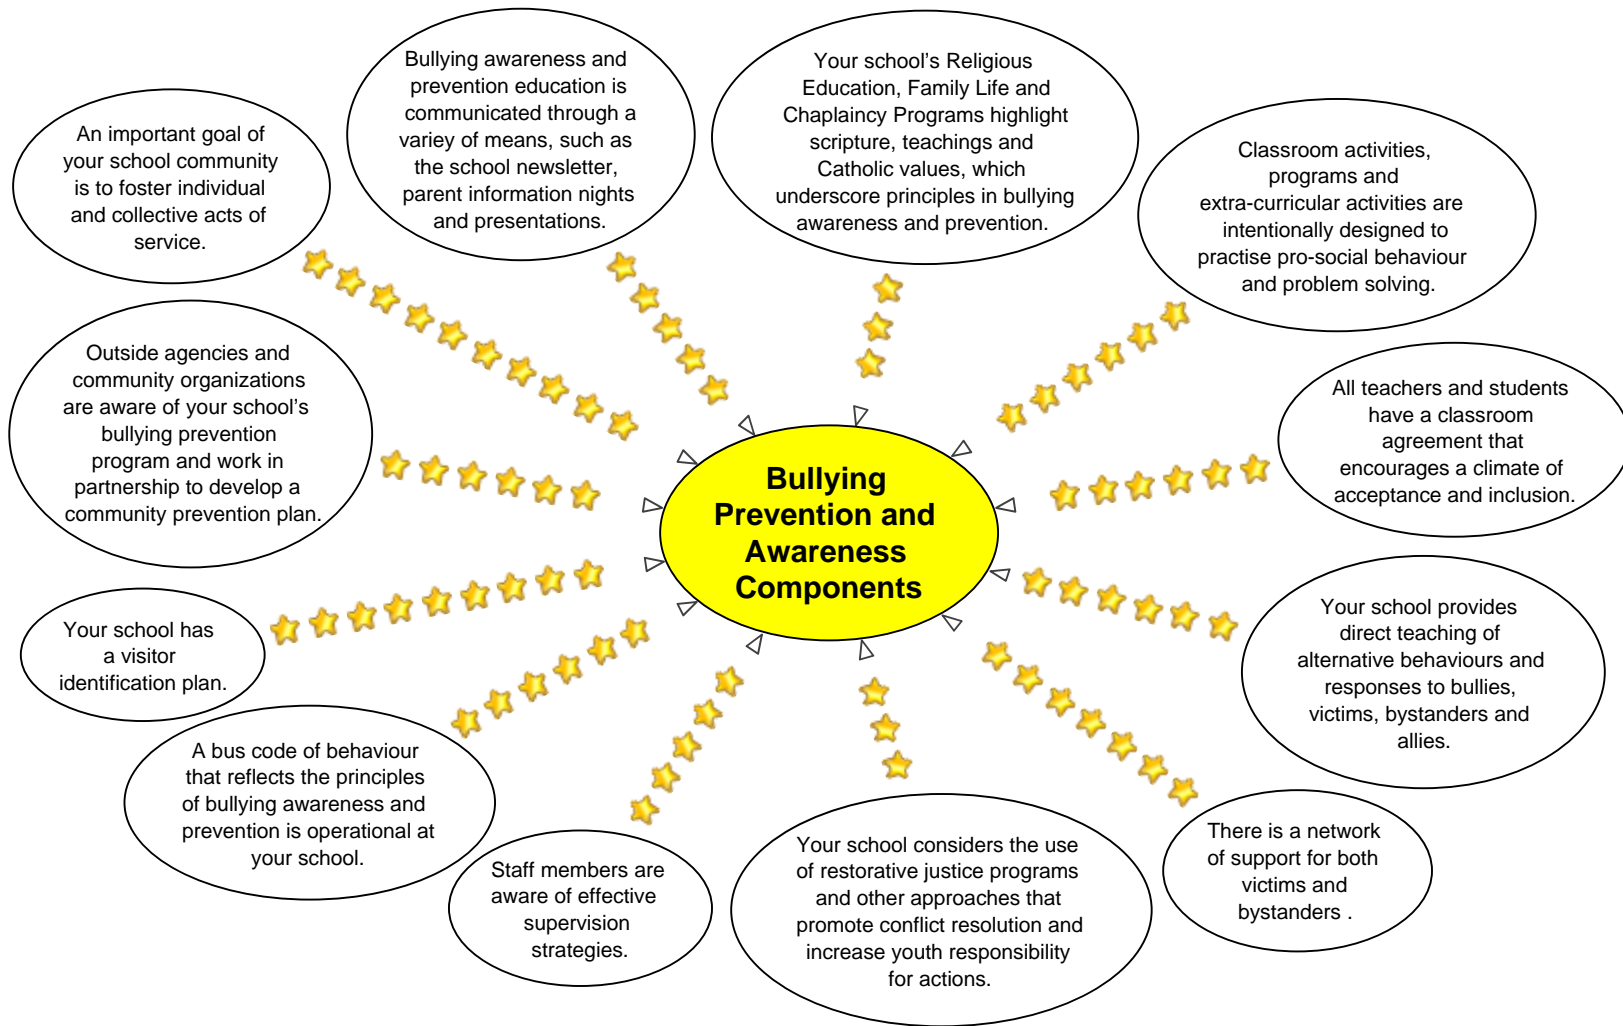 Bullying awareness and
prevention education is
communicated through a
variey of means, such as
the school newsletter,
parent information nights
and presentations.
Your school’s Religious
Education, Family Life and
Chaplaincy Programs highlight
scripture, teachings and
Catholic values, which
underscore principles in bullying
awareness and prevention.
An important goal of
your school community
is to foster individual
and collective acts of
service.
Classroom activities,
programs and
extra-curricular activities are
intentionally designed to
practise pro-social behaviour
and problem solving.
Outside agencies and
community organizations
are aware of your school’s
bullying prevention
program and work in
partnership to develop a
community prevention plan.
All teachers and students
have a classroom
agreement that
encourages a climate of
acceptance and inclusion.
Bullying
Prevention and
Awareness
Components
Your school has
a visitor
identification plan.
Your school provides
direct teaching of
alternative behaviours and
responses to bullies,
victims, bystanders and
allies.
A bus code of behaviour
that reflects the principles
of bullying awareness and
prevention is operational at
your school.
Staff members are
aware of effective
supervision
strategies.
Your school considers the use
of restorative justice programs
and other approaches that
promote conflict resolution and
increase youth responsibility
for actions.
There is a network
of support for both
victims and
bystanders .